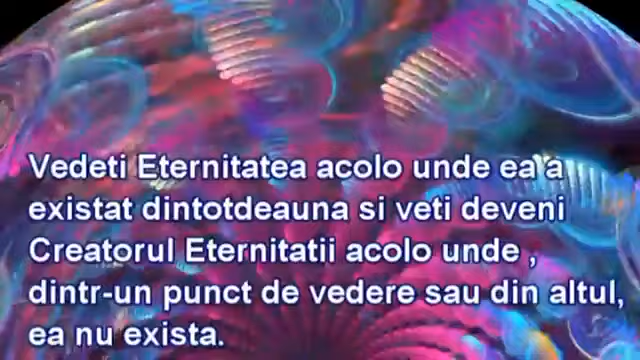 Vedeti Eternitatea acolo unde ea a
existat dintotdeauna si veti deveni
Creatorul Eternitatii acolo unde ,
dintr-un punct de vedere sau din altul,
ea nu exista.